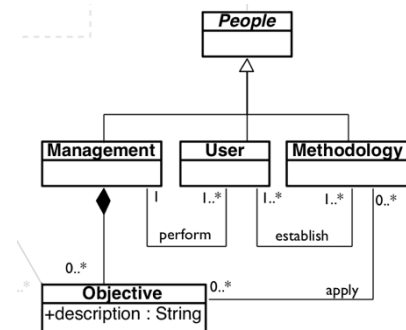 People
Management
User
Methodology
1
1..*
1..*
1..*
0..*
perform
establish
0..*
0..*
apply
..*
Objective
+description : String